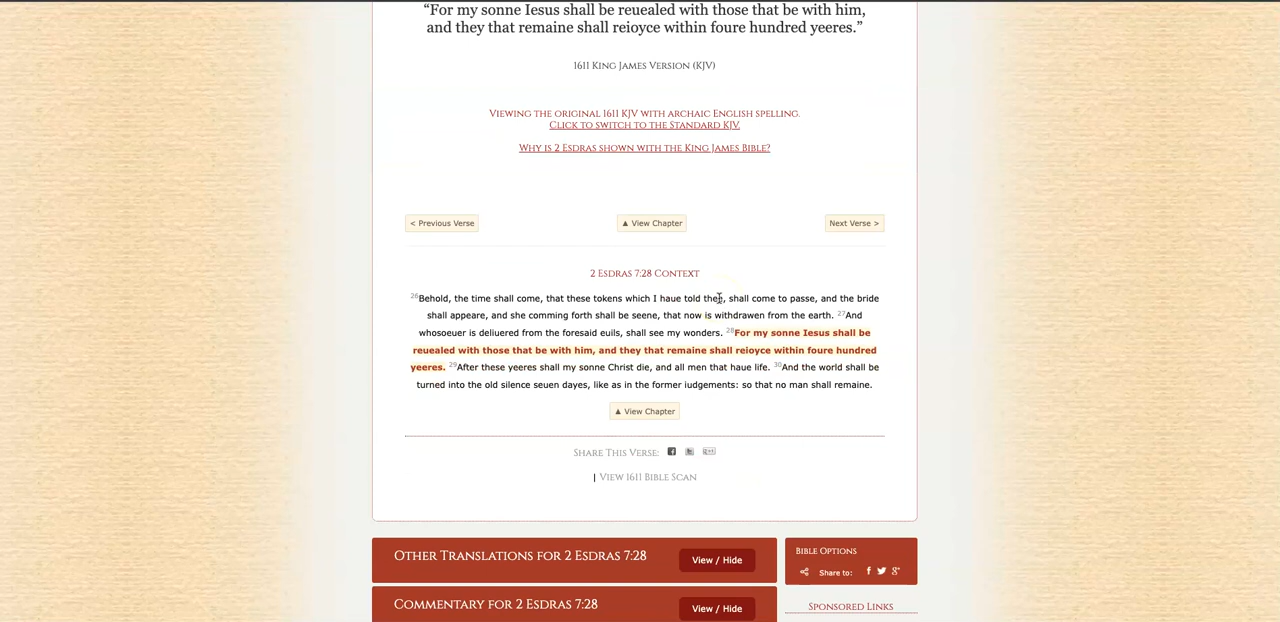 “For my sonne Iesus shall be reuealed with those that be with him,
and they that remaine shall reioyce within foure hundred yeeres.”
1611 King James Version (KJV)
Viewing the original 1611 KJV with archaic English spelling.
Click to switch to the Standard KJV.
Why is 2 Esdras shown with the King James Bible?
< Previous Verse
▲ View Chapter
Next Verse >
2 Esdras 7:28 Context
26Behold, the time shall come, that these tokens which I haue told thee, shall come to passe, and the bride
shall appeare, and she comming forth shall be seene, that now is withdrawen from the earth. 27And
whosoeuer is deliuered from the foresaid euils, shall see my wonders. 28For my sonne Iesus shall be
reuealed with those that be with him, and they that remaine shall reioyce within foure hundred
yeeres. 29After these yeeres shall my sonne Christ die, and all men that haue life. 30And the world shall be
turned into the old silence seuen dayes, like as in the former iudgements: so that no man shall remaine.
▲ View Chapter
Share This Verse:
| View 1611 Bible Scan
Other Translations for 2 Esdras 7:28
View / Hide
Bible Options
Share to:
Commentary for 2 Esdras 7:28
View / Hide
Sponsored Links